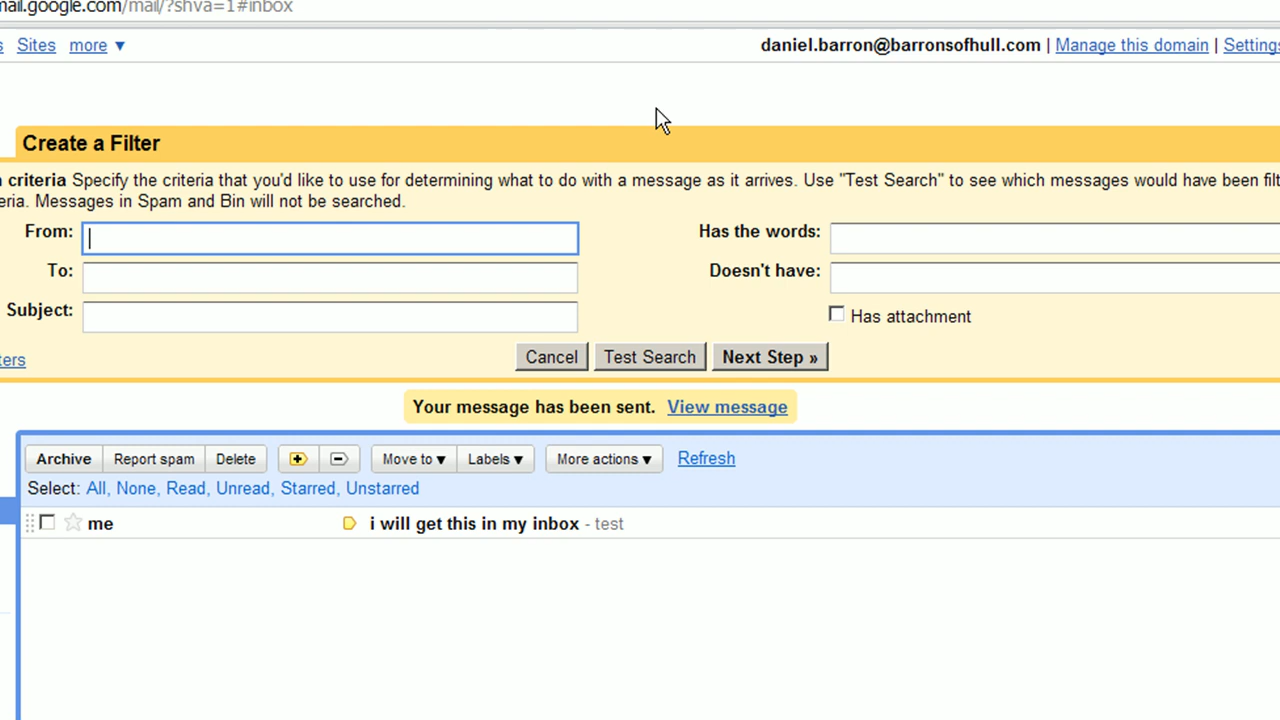 mail.google.com/mail/?shva=1#inbox
Sites more ▼ daniel.barron@barronsofhull.com | Manage this domain | Settings
Create a Filter
criteria Specify the criteria that you'd like to use for determining what to do with a message as it arrives. Use "Test Search" to see which messages would have been filt
eria. Messages in Spam and Bin will not be searched.
From: Has the words:
To: Doesn't have:
Subject: Has attachment
ters Cancel Test Search Next Step »
Your message has been sent. View message
Archive Report spam Delete Move to ▼ Labels ▼ More actions ▼ Refresh
Select: All, None, Read, Unread, Starred, Unstarred
me i will get this in my inbox - test